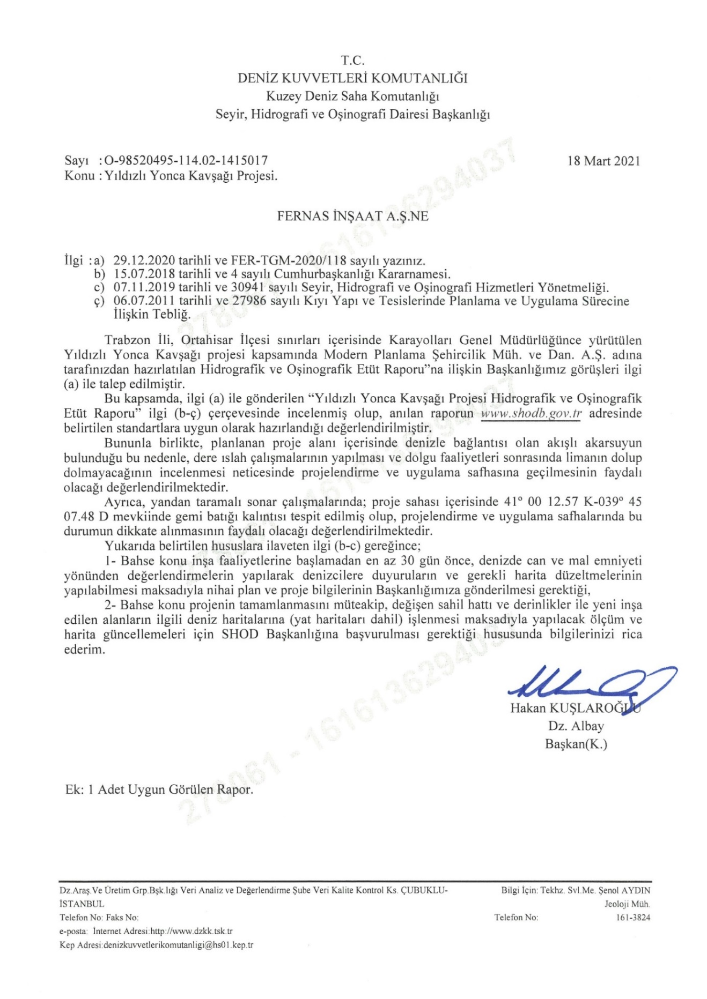 T.C.
DENİZ KUVVETLERİ KOMUTANLIĞI
Kuzey Deniz Saha Komutanlığı
Seyir, Hidrografi ve Oşinografi Dairesi Başkanlığı
Sayı : O-98520495-114.02-1415017 18 Mart 2021
Konu : Yıldızlı Yonca Kavşağı Projesi.
FERNAS İNŞAAT A.Ş.NE
İlgi : a) 29.12.2020 tarihli ve FER-TGM-2020/118 sayılı yazınız.
b) 15.07.2018 tarihli ve 4 sayılı Cumhurbaşkanlığı Kararnamesi.
c) 07.11.2019 tarihli ve 30941 sayılı Seyir, Hidrografi ve Oşinografi Hizmetleri Yönetmeliği.
ç) 06.07.2011 tarihli ve 27986 sayılı Kıyı Yapı ve Tesislerinde Planlama ve Uygulama Sürecine
İlişkin Tebliğ.
Trabzon İli, Ortahisar İlçesi sınırları içerisinde Karayolları Genel Müdürlüğünce yürütülen
Yıldızlı Yonca Kavşağı projesi kapsamında Modern Planlama Şehircilik Müh. ve Dan. A.Ş. adına
tarafınızdan hazırlatılan Hidrografik ve Oşinografik Etüt Raporu”na ilişkin Başkanlığımız görüşleri ilgi
(a) ile talep edilmiştir.
Bu kapsamda, ilgi (a) ile gönderilen “Yıldızlı Yonca Kavşağı Projesi Hidrografik ve Oşinografik
Etüt Raporu” ilgi (b-ç) çerçevesinde incelenmiş olup, anılan raporun www.shodb.gov.tr adresinde
belirtilen standartlara uygun olarak hazırlandığı değerlendirilmiştir.
Bununla birlikte, planlanan proje alanı içerisinde denizle bağlantısı olan akışlı akarsuyun
bulunduğu bu nedenle, dere ıslah çalışmalarının yapılması ve dolgu faaliyetleri sonrasında limanın dolup
dolmayacağının incelenmesi neticesinde projelendirme ve uygulama safhasına geçilmesinin faydalı
olacağı değerlendirilmektedir.
Ayrıca, yandan taramalı sonar çalışmalarında; proje sahası içerisinde 41º 00 12.57 K-039º 45
07.48 D mevkiinde gemi batığı kalıntısı tespit edilmiş olup, projelendirme ve uygulama safhalarında bu
durumun dikkate alınmasının faydalı olacağı değerlendirilmektedir.
Yukarıda belirtilen hususlara ilaveten ilgi (b-c) gereğince;
1- Bahse konu inşa faaliyetlerine başlamadan en az 30 gün önce, denizde can ve mal emniyeti
yönünden değerlendirmelerin yapılarak denizcilere duyuruların ve gerekli harita düzeltmelerinin
yapılabilmesi maksadıyla nihai plan ve proje bilgilerinin Başkanlığımıza gönderilmesi gerektiği,
2- Bahse konu projenin tamamlanmasını müteakip, değişen sahil hattı ve derinlikler ile yeni inşa
edilen alanların ilgili deniz haritalarına (yat haritaları dahil) işlenmesi maksadıyla yapılacak ölçüm ve
harita güncellemeleri için SHOD Başkanlığına başvurulması gerektiği hususunda bilgilerinizi rica
ederim.
Hakan KUŞLAROĞLU
Dz. Albay
Başkan(K.)
Ek: 1 Adet Uygun Görülen Rapor.
278061 - 1616136294037
278061 - 1616136294037
278061 - 1616136294037
Dz.Araş.Ve Üretim Grp.Bşk.lığı Veri Analiz ve Değerlendirme Şube Veri Kalite Kontrol Ks. ÇUBUKLU-
İSTANBUL
Telefon No: Faks No:
e-posta: İnternet Adresi:http://www.dzkk.tsk.tr
Kep Adresi:denizkuvvetlerikomutanligi@hs01.kep.tr
Bilgi İçin: Tekhz. Svl.Me. Şenol AYDIN
Jeoloji Müh.
Telefon No: 161-3824